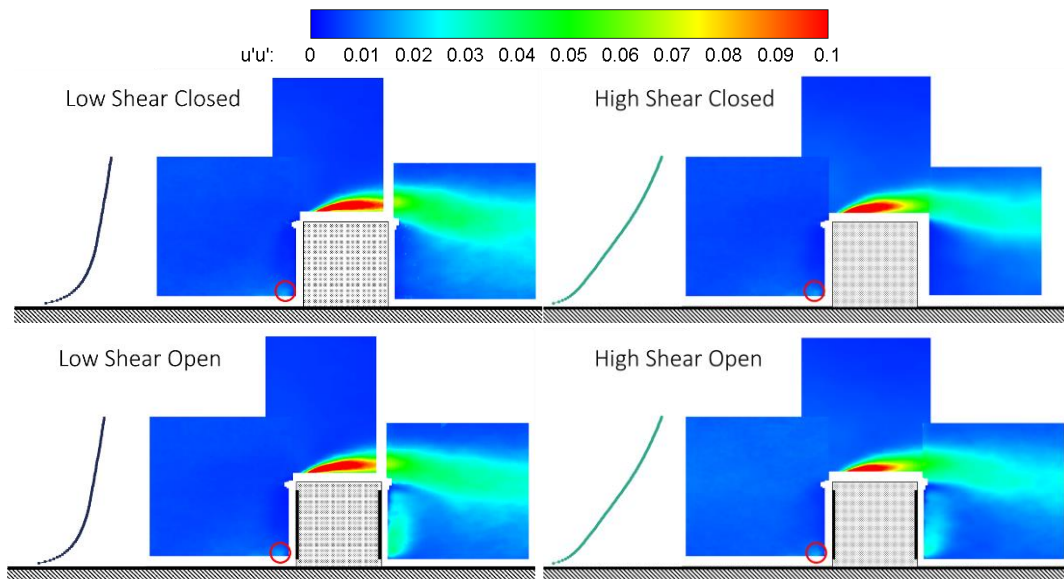 u'u': 0 0.01 0.02 0.03 0.04 0.05 0.06 0.07 0.08 0.09 0.1
Low Shear Closed
High Shear Closed
Low Shear Open
High Shear Open